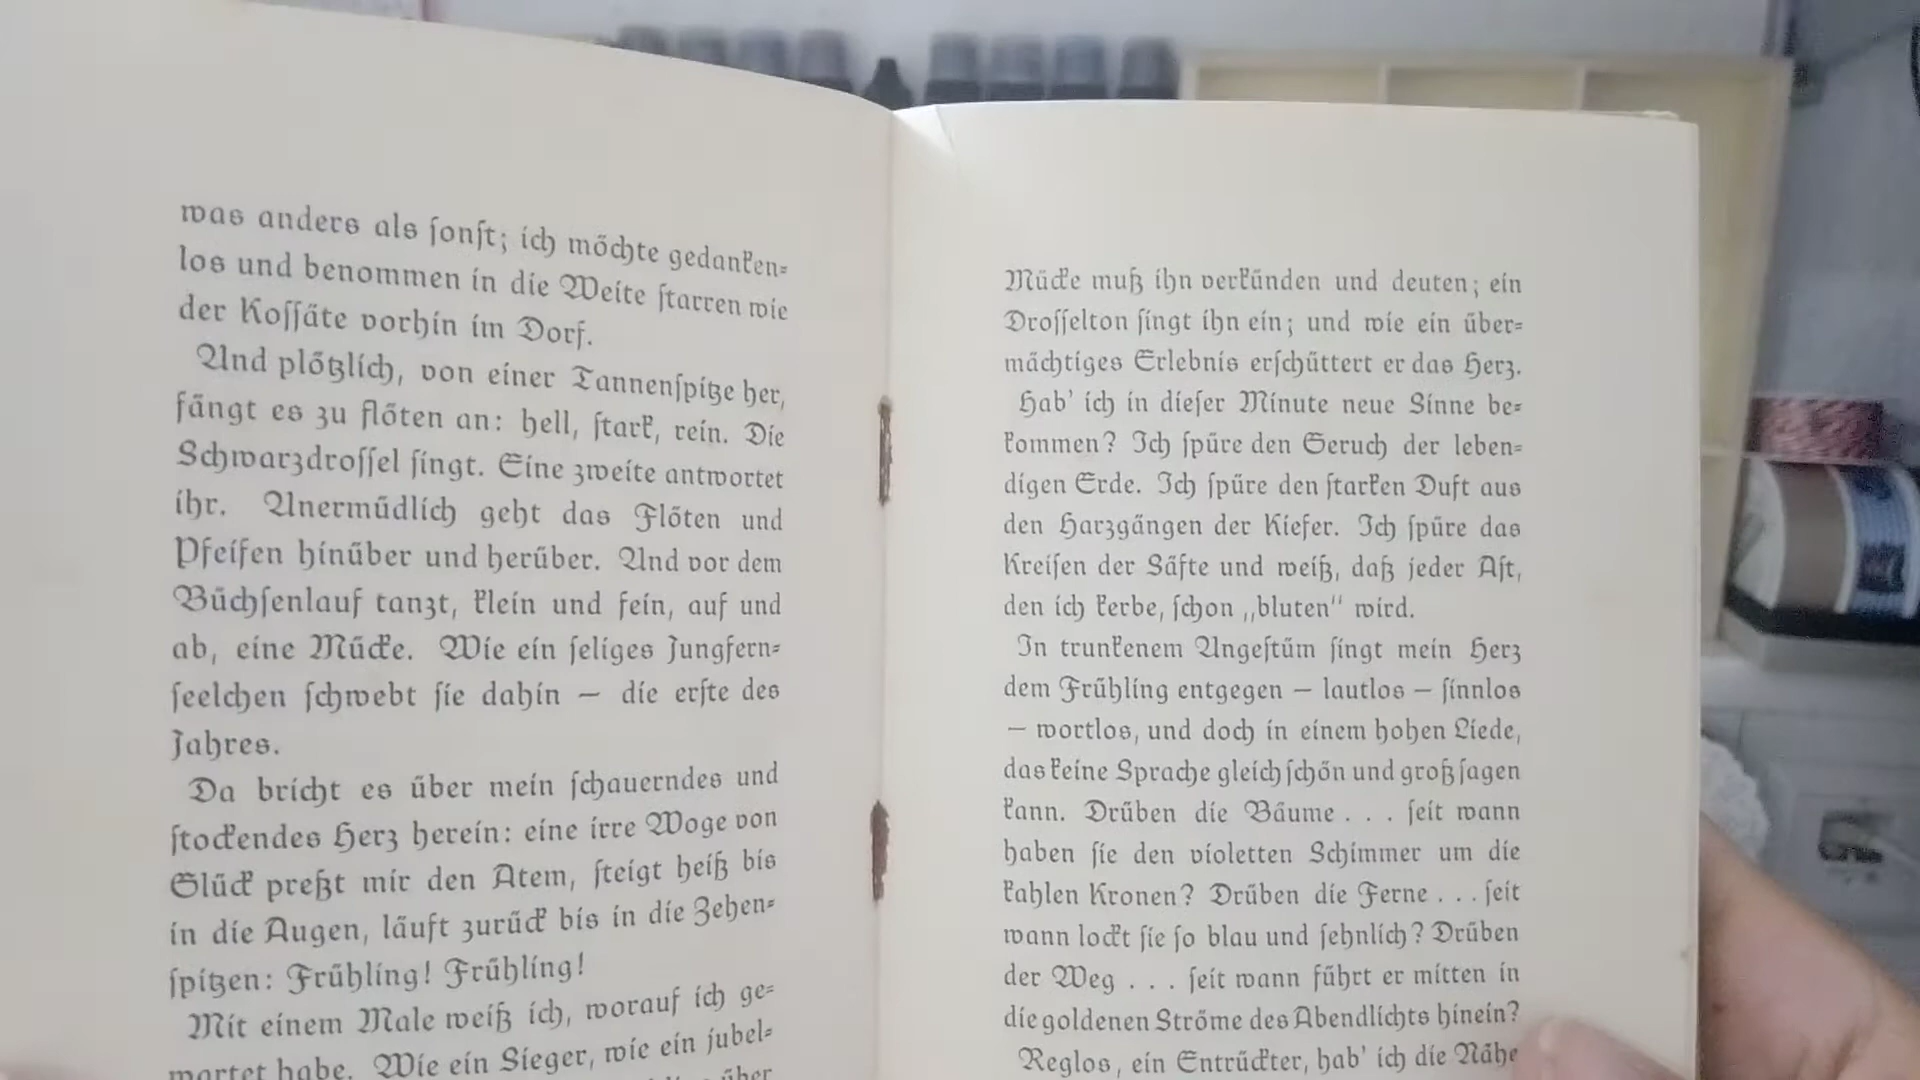 was anders als sonst; ich möchte gedanken-
los und benommen in die Weite starren wie
der Kossäte vorhin im Dorf.
Und plötzlich, von einer Tannenspitze her,
fängt es zu flöten an: hell, stark, rein. Die
Schwarzdrossel singt. Eine zweite antwortet
ihr. Unermüdlich geht das Flöten und
Pfeifen hinüber und herüber. Und vor dem
Büchsenlauf tanzt, klein und fein, auf und
ab, eine Mücke. Wie ein seliges Jungfern-
seelchen schwebt sie dahin – die erste des
Jahres.
Da bricht es über mein schauerndes und
stockendes Herz herein: eine irre Woge von
Glück preßt mir den Atem, steigt heiß bis
in die Augen, läuft zurück bis in die Zehen-
spitzen: Frühling! Frühling!
Mit einem Male weiß ich, worauf ich ge-
wartet habe. Wie ein Sieger, wie ein jubel-
über
Mücke muß ihn verkünden und deuten; ein
Drosselton singt ihn ein; und wie ein über-
mächtiges Erlebnis erschüttert er das Herz.
Hab' ich in dieser Minute neue Sinne be-
kommen? Ich spüre den Geruch der leben-
digen Erde. Ich spüre den starken Duft aus
den Harzgängen der Kiefer. Ich spüre das
Kreisen der Säfte und weiß, daß jeder Ast,
den ich kerbe, schon „bluten“ wird.
In trunkenem Ungestüm singt mein Herz
dem Frühling entgegen – lautlos – sinnlos
– wortlos, und doch in einem hohen Liede,
das keine Sprache gleich schön und groß sagen
kann. Drüben die Bäume . . . seit wann
haben sie den violetten Schimmer um die
kahlen Kronen? Drüben die Ferne . . . seit
wann lockt sie so blau und sehnlich? Drüben
der Weg . . . seit wann führt er mitten in
die goldenen Ströme des Abendlichts hinein?
Reglos, ein Entrückter, hab' ich die Nähe